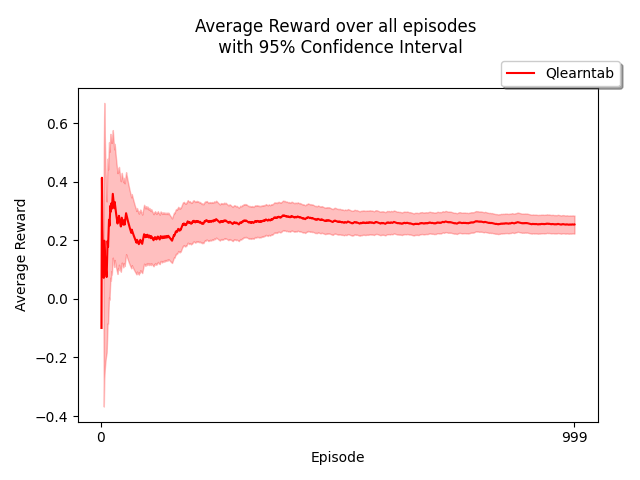 Average Reward over all episodes
with 95% Confidence Interval
Qlearntab
Average Reward
0.6
0.4
0.2
0.0
−0.2
−0.4
0
999
Episode